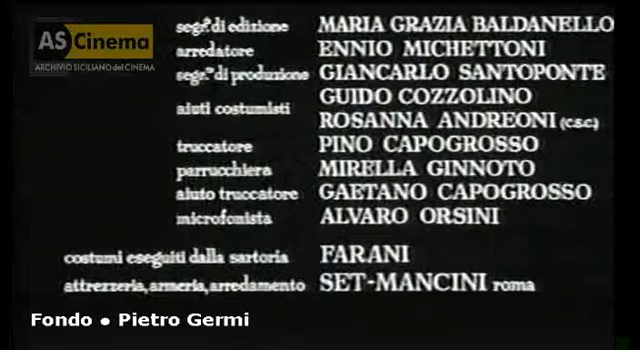 AS Cinema
ARCHIVIO SICILIANO del CINEMA
segr.ª di edizione MARIA GRAZIA BALDANELLO
arredatore ENNIO MICHETTONI
segr.º di produzione GIANCARLO SANTOPONTE
aiuti costumisti GUIDO COZZOLINO
ROSANNA ANDREONI (c.s.c.)
truccatore PINO CAPOGROSSO
parrucchiera MIRELLA GINNOTO
aiuto truccatore GAETANO CAPOGROSSO
microfonista ALVARO ORSINI
costumi eseguiti dalla sartoria FARANI
attrezzeria, armeria, arredamento SET-MANCINI roma
Fondo ● Pietro Germi